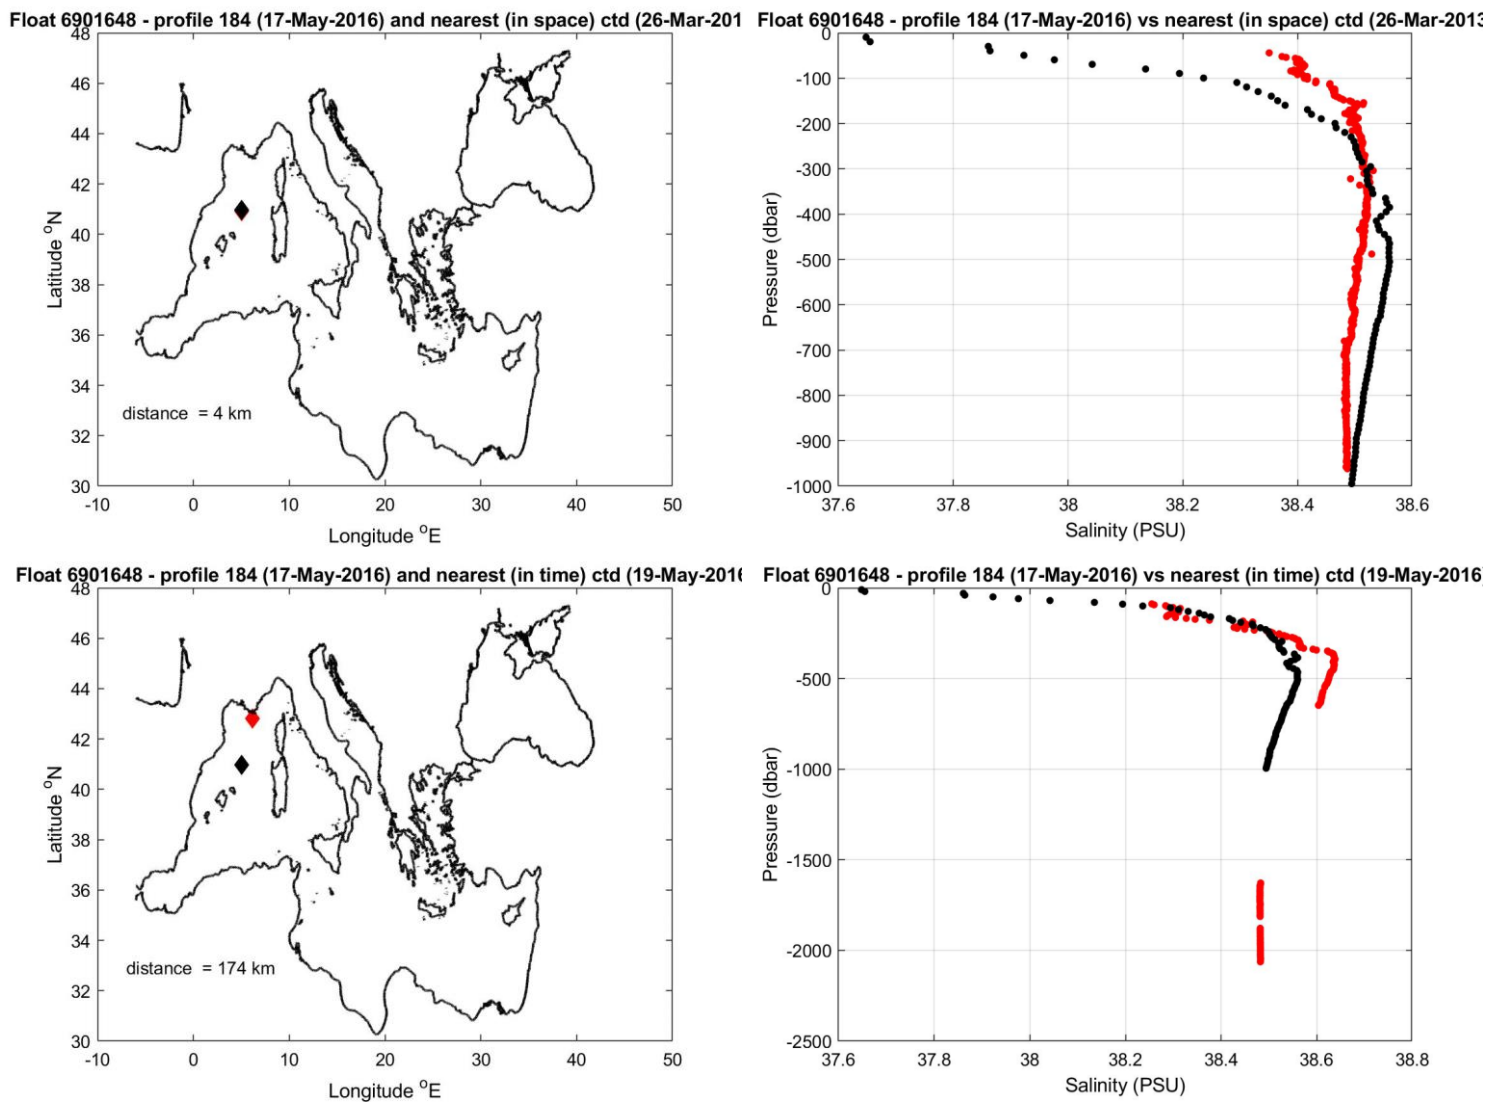 Float 6901648 - profile 184 (17-May-2016) and nearest (in space) ctd (26-Mar-201
48
46
44
42
40
38
36
34
32
30
Latitude °N
distance = 4 km
-10 0 10 20 30 40 50
Longitude °E
Float 6901648 - profile 184 (17-May-2016) vs nearest (in space) ctd (26-Mar-2013
0
-100
-200
-300
-400
-500
-600
-700
-800
-900
-1000
Pressure (dbar)
37.6 37.8 38 38.2 38.4 38.6
Salinity (PSU)
Float 6901648 - profile 184 (17-May-2016) and nearest (in time) ctd (19-May-2016
48
46
44
42
40
38
36
34
32
30
Latitude °N
distance = 174 km
-10 0 10 20 30 40 50
Longitude °E
Float 6901648 - profile 184 (17-May-2016) vs nearest (in time) ctd (19-May-2016
0
-500
-1000
-1500
-2000
-2500
Pressure (dbar)
37.6 37.8 38 38.2 38.4 38.6 38.8
Salinity (PSU)